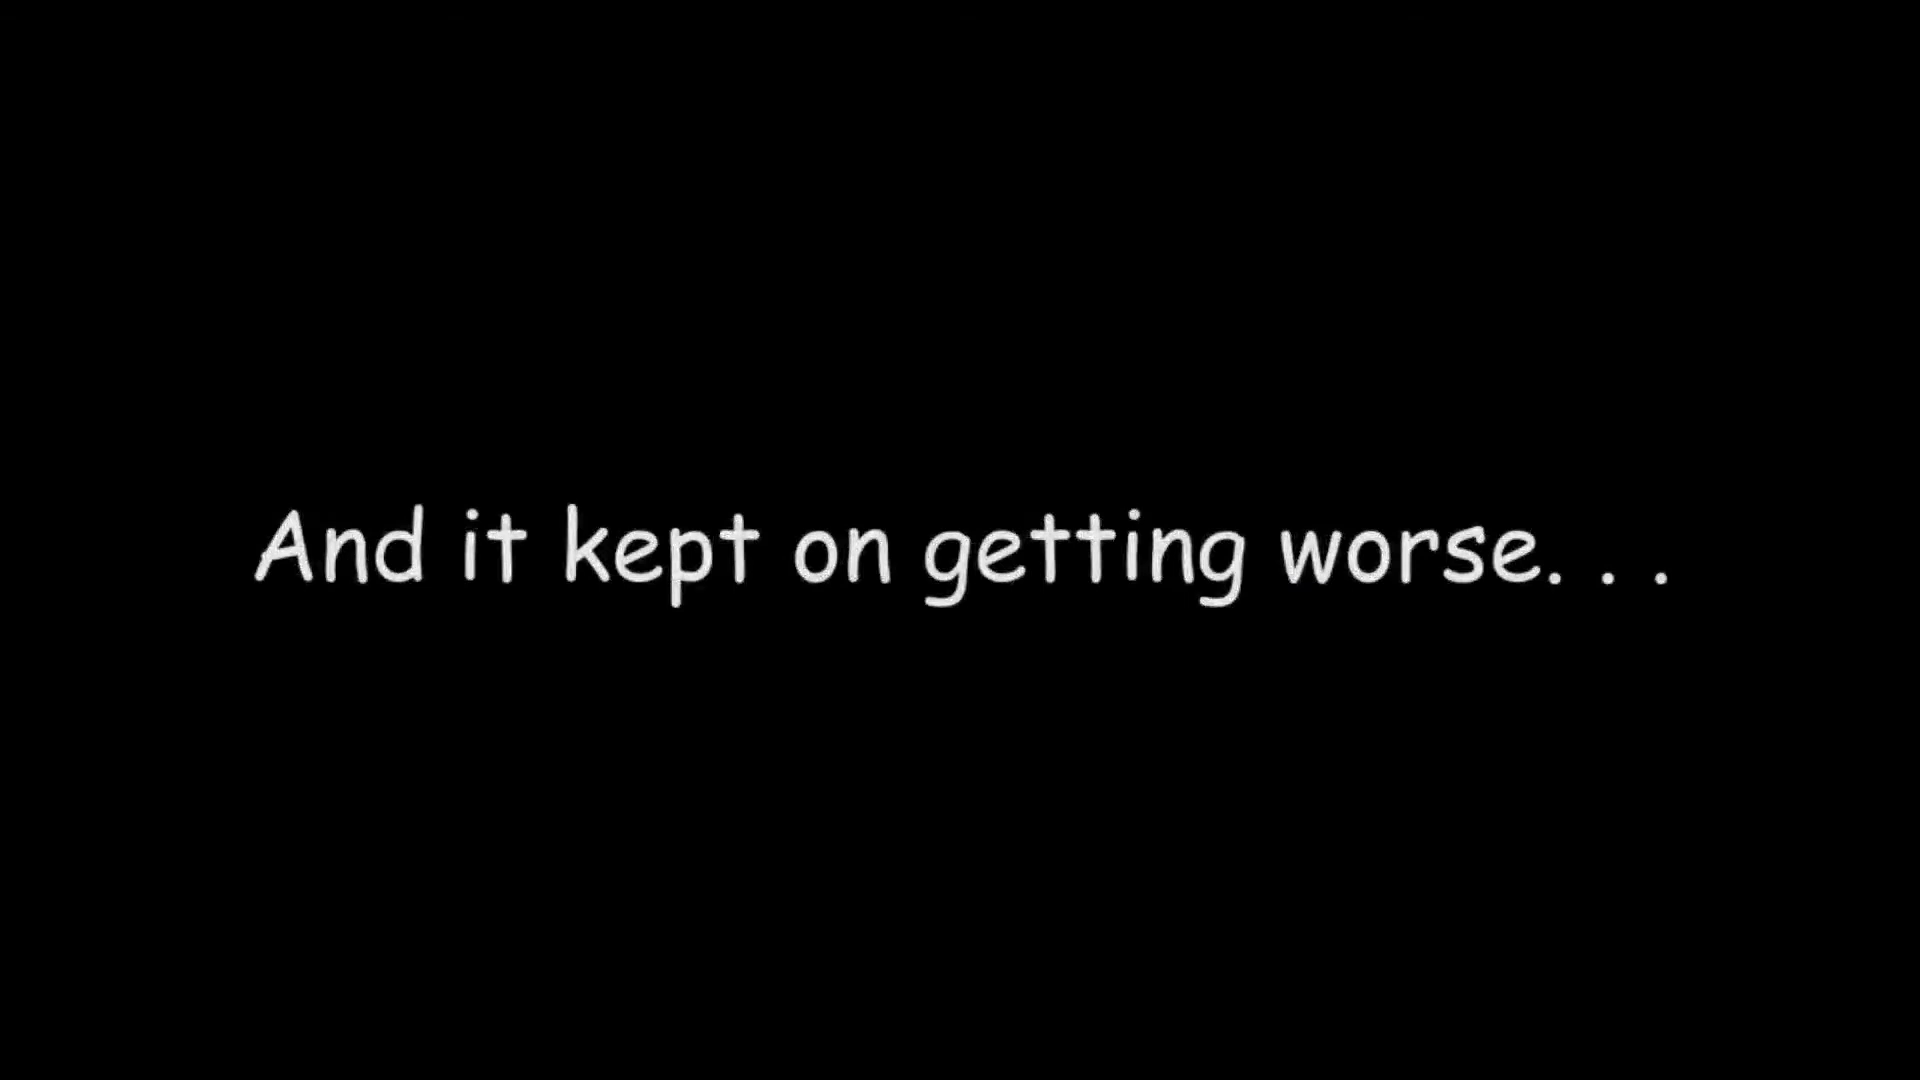 And it kept on getting worse. . .